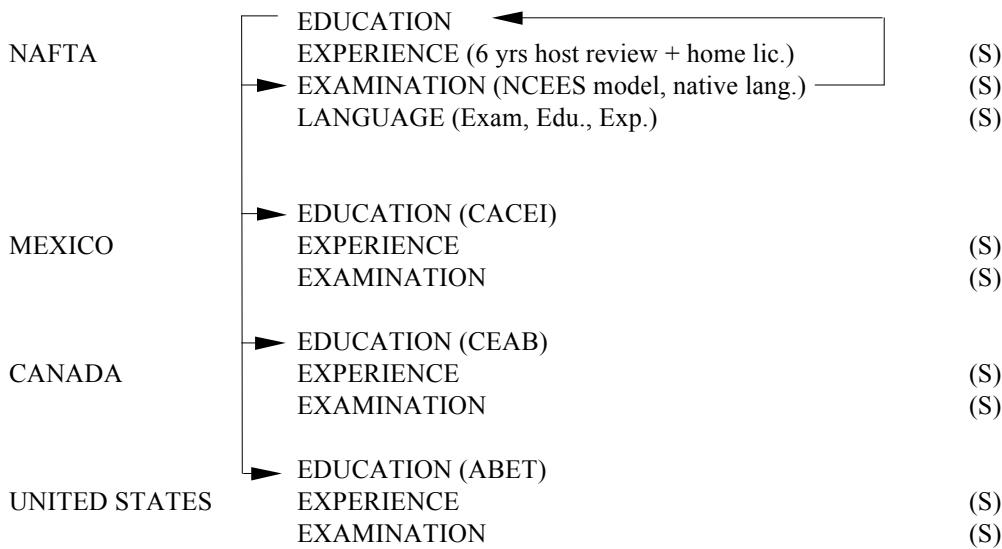 EDUCATION
NAFTA EXPERIENCE (6 yrs host review + home lic.) (S)
EXAMINATION (NCEES model, native lang.) (S)
LANGUAGE (Exam, Edu., Exp.) (S)
EDUCATION (CACEI)
MEXICO EXPERIENCE (S)
EXAMINATION (S)
EDUCATION (CEAB)
CANADA EXPERIENCE (S)
EXAMINATION (S)
EDUCATION (ABET)
UNITED STATES EXPERIENCE (S)
EXAMINATION (S)